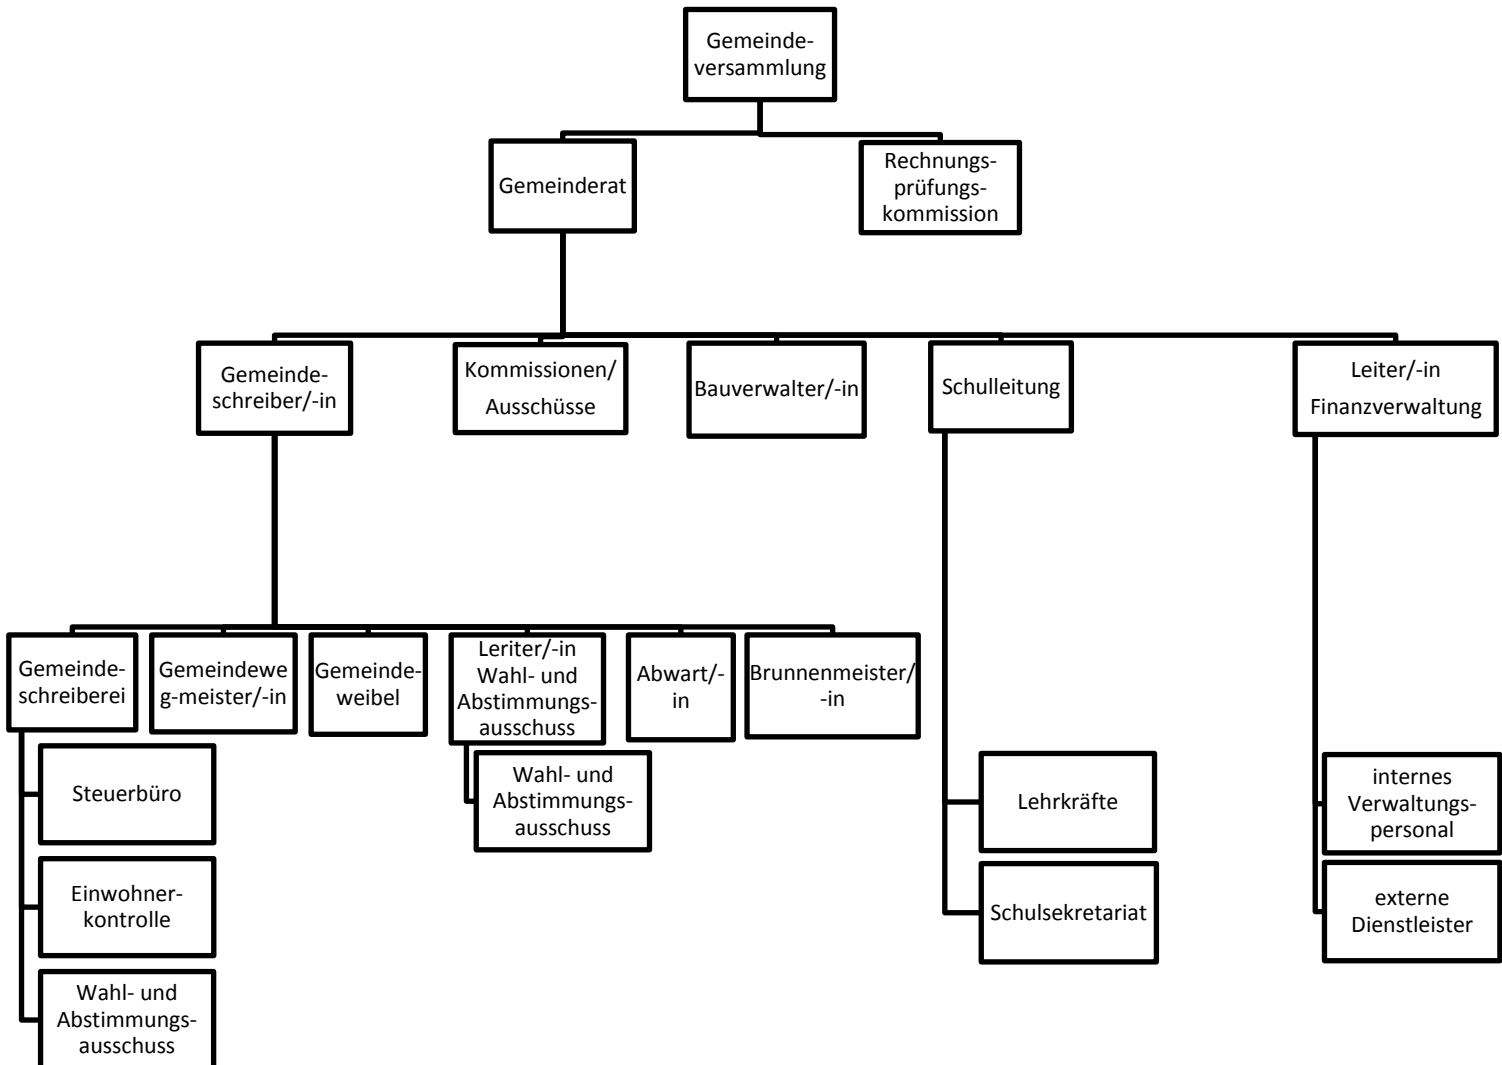 Gemeinde-
versammlung
Gemeinderat
Rechnungs-
prüfungs-
kommission
Gemeinde-
schreiber/-in
Kommissionen/
Ausschüsse
Bauverwalter/-in
Schulleitung
Leiter/-in
Finanzverwaltung
Gemeinde-
schreiberei
Gemeindewe
g-meister/-in
Gemeinde-
weibel
Leriter/-in
Wahl- und
Abstimmungs-
ausschuss
Abwart/-
in
Brunnenmeister/
-in
Steuerbüro
Einwohner-
kontrolle
Wahl- und
Abstimmungs-
ausschuss
Wahl- und
Abstimmungs-
ausschuss
Lehrkräfte
Schulsekretariat
internes
Verwaltungs-
personal
externe
Dienstleister